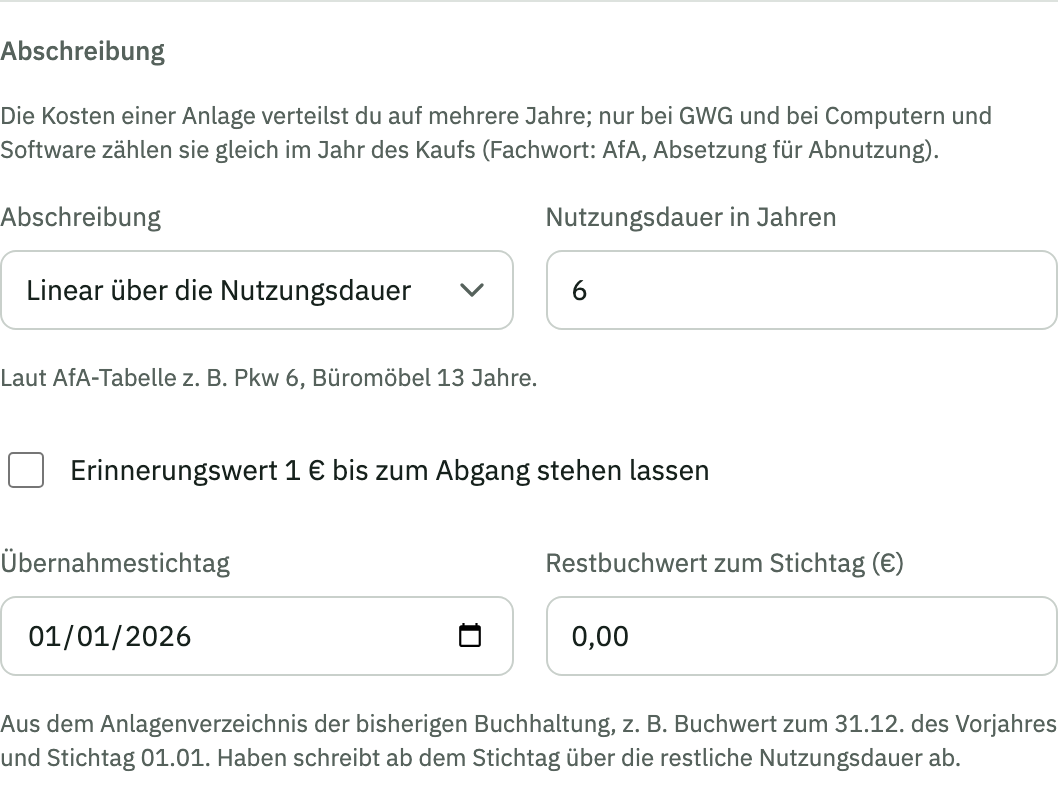 Abschreibung
Die Kosten einer Anlage verteilst du auf mehrere Jahre; nur bei GWG und bei Computern und
Software zählen sie gleich im Jahr des Kaufs (Fachwort: AfA, Absetzung für Abnutzung).
Abschreibung
Nutzungsdauer in Jahren
Linear über die Nutzungsdauer
6
Laut AfA-Tabelle z. B. Pkw 6, Büromöbel 13 Jahre.
Erinnerungswert 1 € bis zum Abgang stehen lassen
Übernahmestichtag
Restbuchwert zum Stichtag (€)
01/01/2026
0,00
Aus dem Anlagenverzeichnis der bisherigen Buchhaltung, z. B. Buchwert zum 31.12. des Vorjahres
und Stichtag 01.01. Haben schreibt ab dem Stichtag über die restliche Nutzungsdauer ab.